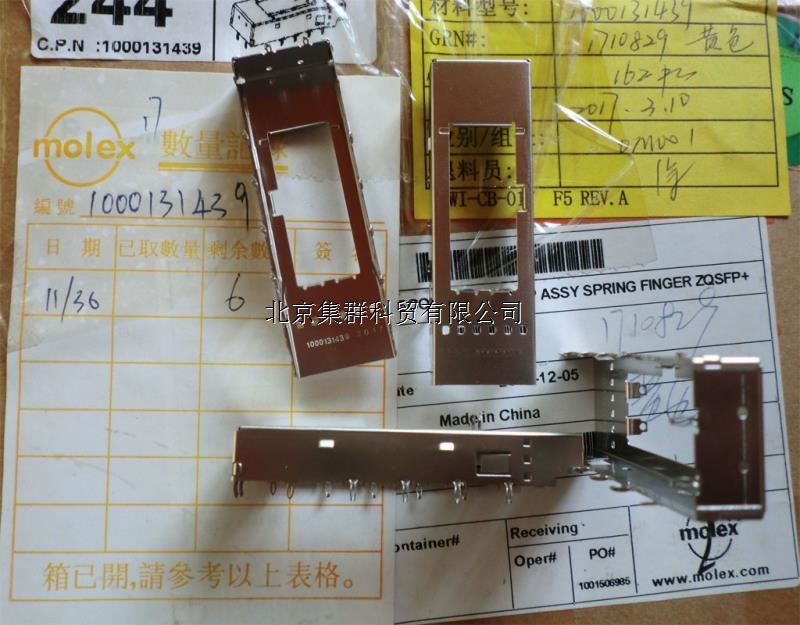 244
C.P.N :1000131439
材料型号: 1000131439
GRN#: 1710829 黄色
2017.3.10
退料员:
WI-CB-01 F5 REV.A
molex
17
數量記錄
編號 1000131439
日期 已取數量 剩余數 簽
11/30 6
箱已開,請參考以上表格。
北京集群科贸有限公司
1000131439 2017
ASSY SPRING FINGER ZQSFP+
1710829
-12-05
Made in China
ontainer#
Receiving
Oper#
PO#
1001506985
molex
www.molex.com